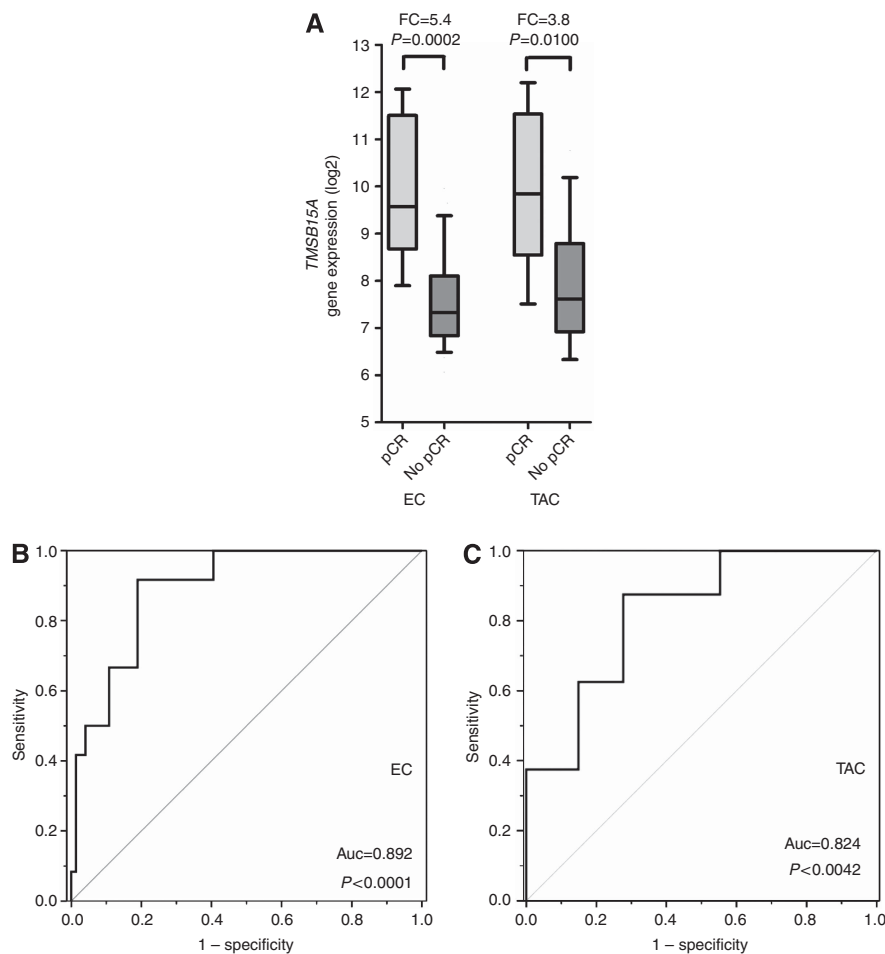 A
FC=5.4
P=0.0002
FC=3.8
P=0.0100
13
12
11
10
9
8
7
6
5
TMSB15A
gene expression (log2)
pCR
No pCR
pCR
No pCR
EC
TAC
B
1.0
0.8
0.6
0.4
0.2
0.0
Sensitivity
EC
Auc=0.892
P<0.0001
0.0
0.2
0.4
0.6
0.8
1.0
1 – specificity
C
1.0
0.8
0.6
0.4
0.2
0.0
Sensitivity
TAC
Auc=0.824
P<0.0042
0.0
0.2
0.4
0.6
0.8
1.0
1 – specificity